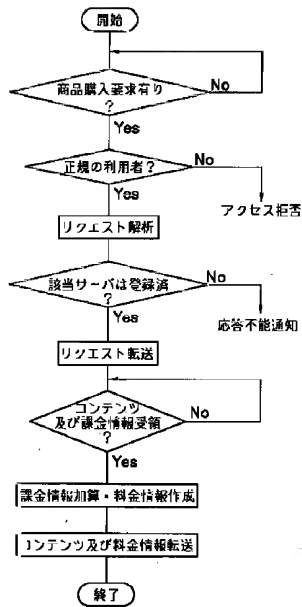 開始
商品購入要求有り
?
No
Yes
正規の利用者?
No
Yes
アクセス拒否
リクエスト解析
該当サーバは登録済
?
No
Yes
応答不能通知
リクエスト転送
コンテンツ
及び課金情報受領
?
No
Yes
課金情報加算・料金情報作成
コンテンツ及び料金情報転送
終了